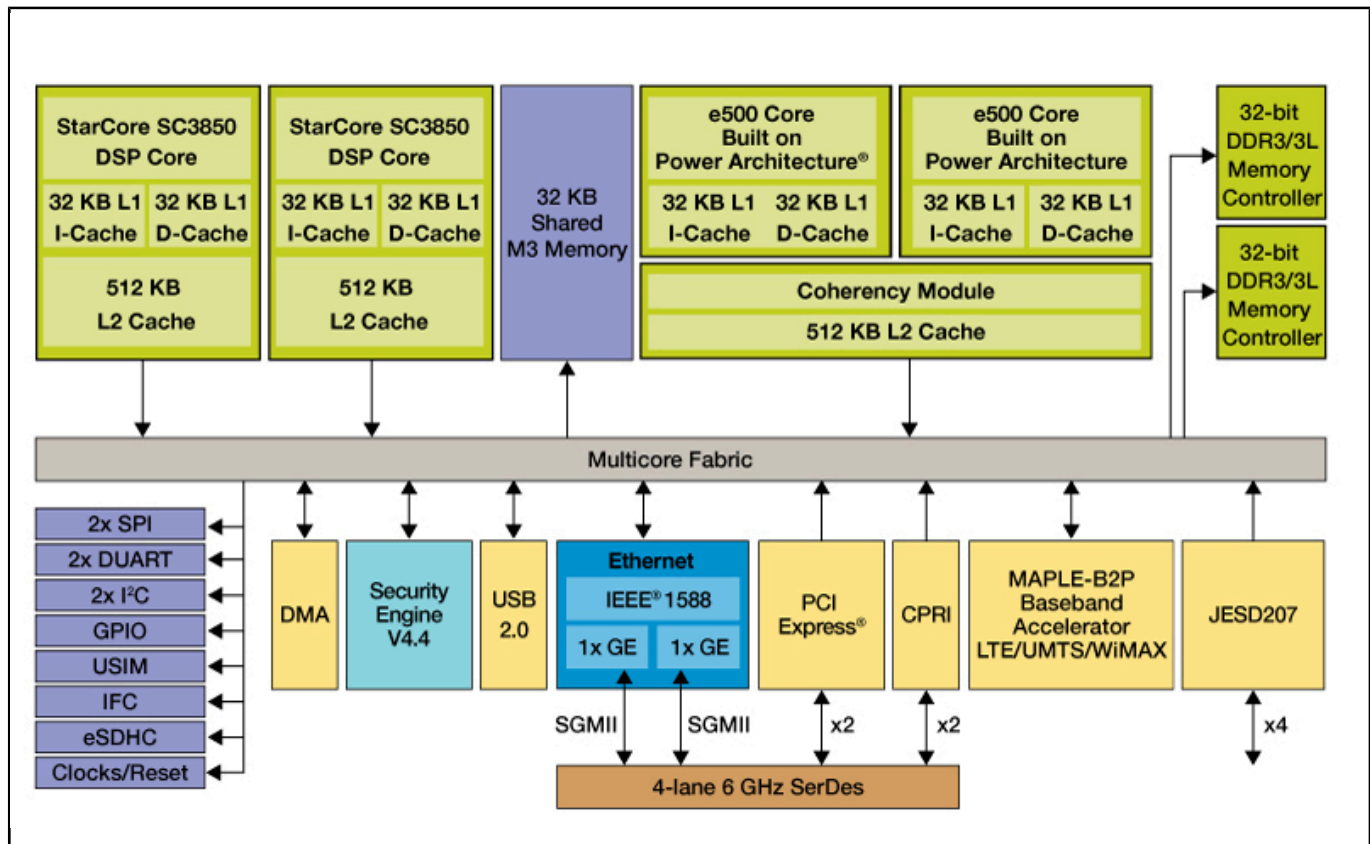 StarCore SC3850
DSP Core
32 KB L1
I-Cache
32 KB L1
D-Cache
512 KB
L2 Cache
StarCore SC3850
DSP Core
32 KB L1
I-Cache
32 KB L1
D-Cache
512 KB
L2 Cache
32 KB
Shared
M3 Memory
e500 Core
Built on
Power Architecture®
32 KB L1
I-Cache
32 KB L1
D-Cache
e500 Core
Built on
Power Architecture
32 KB L1
I-Cache
32 KB L1
D-Cache
Coherency Module
512 KB L2 Cache
32-bit
DDR3/3L
Memory
Controller
32-bit
DDR3/3L
Memory
Controller
Multicore Fabric
2x SPI
2x DUART
2x I²C
GPIO
USIM
IFC
eSDHC
Clocks/Reset
DMA
Security
Engine
V4.4
USB
2.0
Ethernet
IEEE® 1588
1x GE
1x GE
PCI
Express®
CPRI
MAPLE-B2P
Baseband
Accelerator
LTE/UMTS/WiMAX
JESD207
SGMII
SGMII
x2
x2
x4
4-lane 6 GHz SerDes